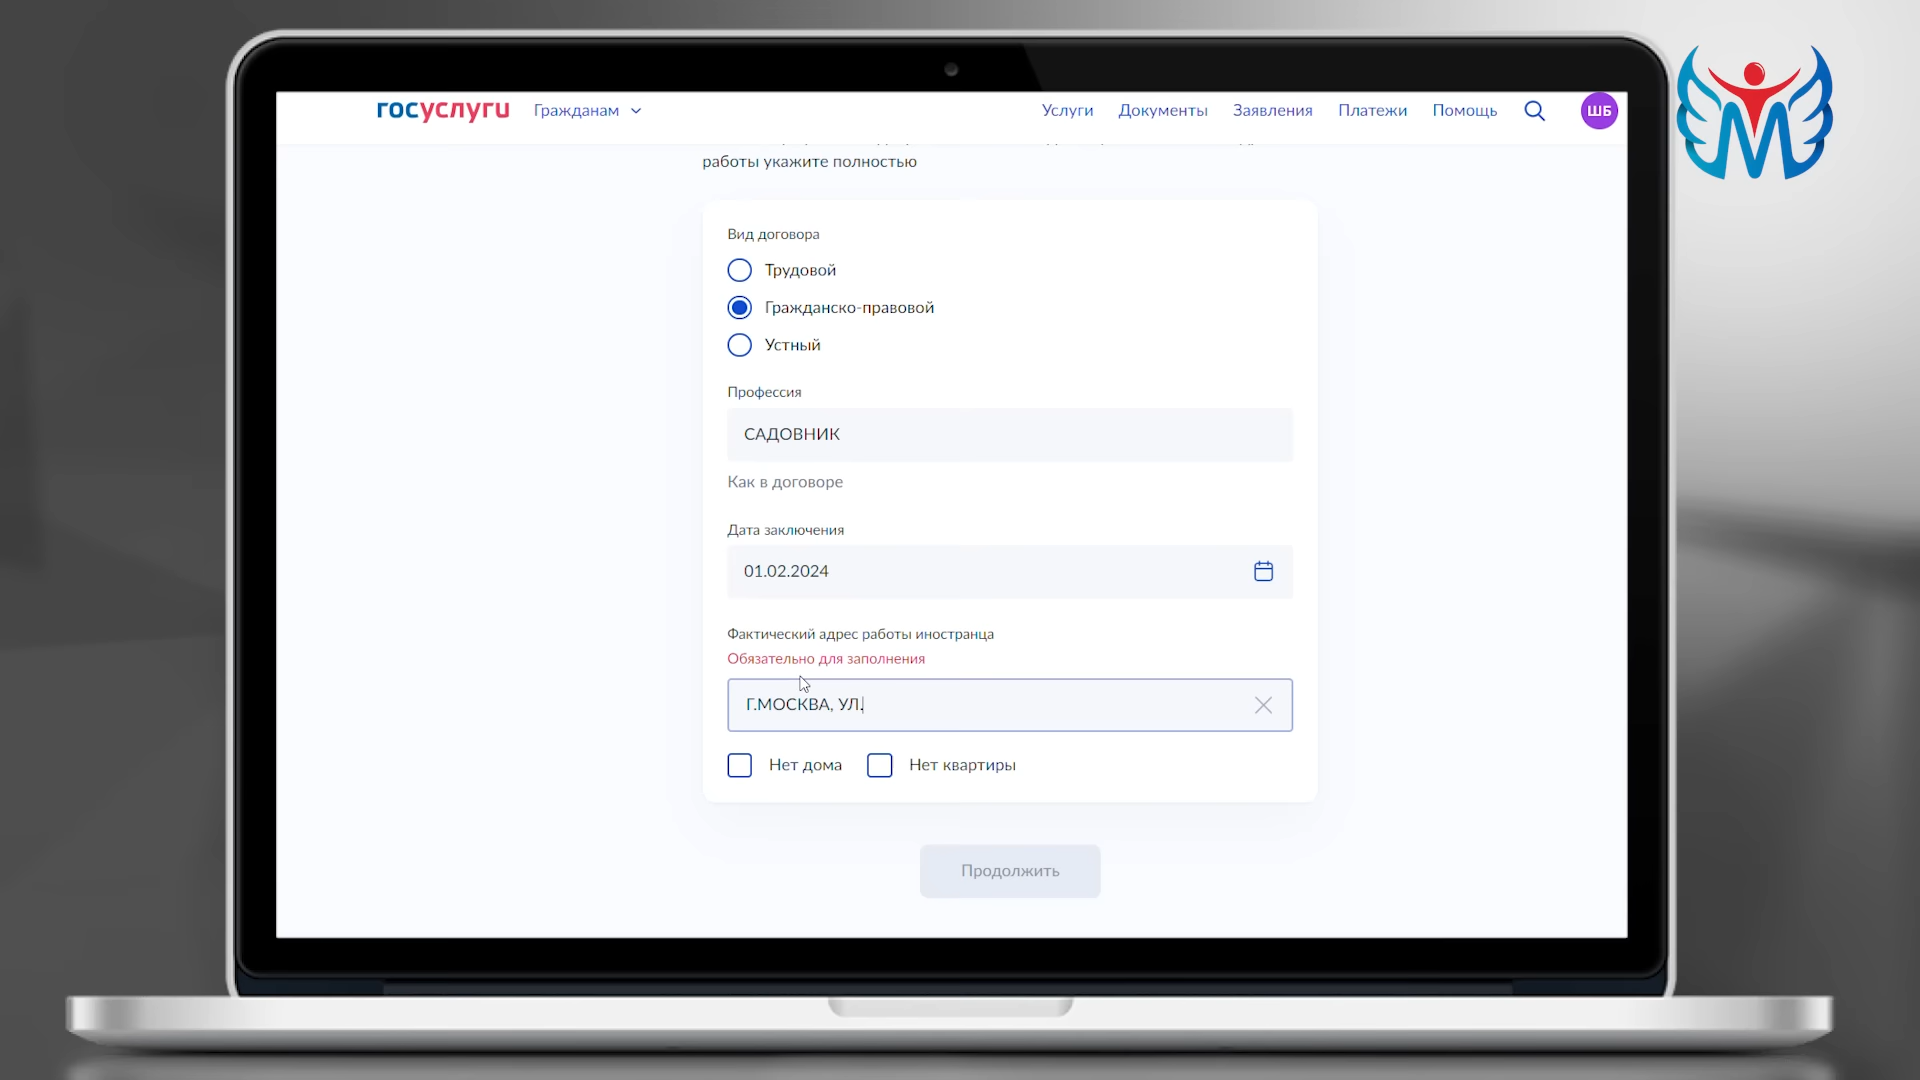 госуслуги Гражданам Услуги Документы Заявления Платежи Помощь ШБ
работы укажите полностью
Вид договора
Трудовой
Гражданско-правовой
Устный
Профессия
САДОВНИК
Как в договоре
Дата заключения
01.02.2024
Фактический адрес работы иностранца
Обязательно для заполнения
Г.МОСКВА, УЛ.
Нет дома Нет квартиры
Продолжить